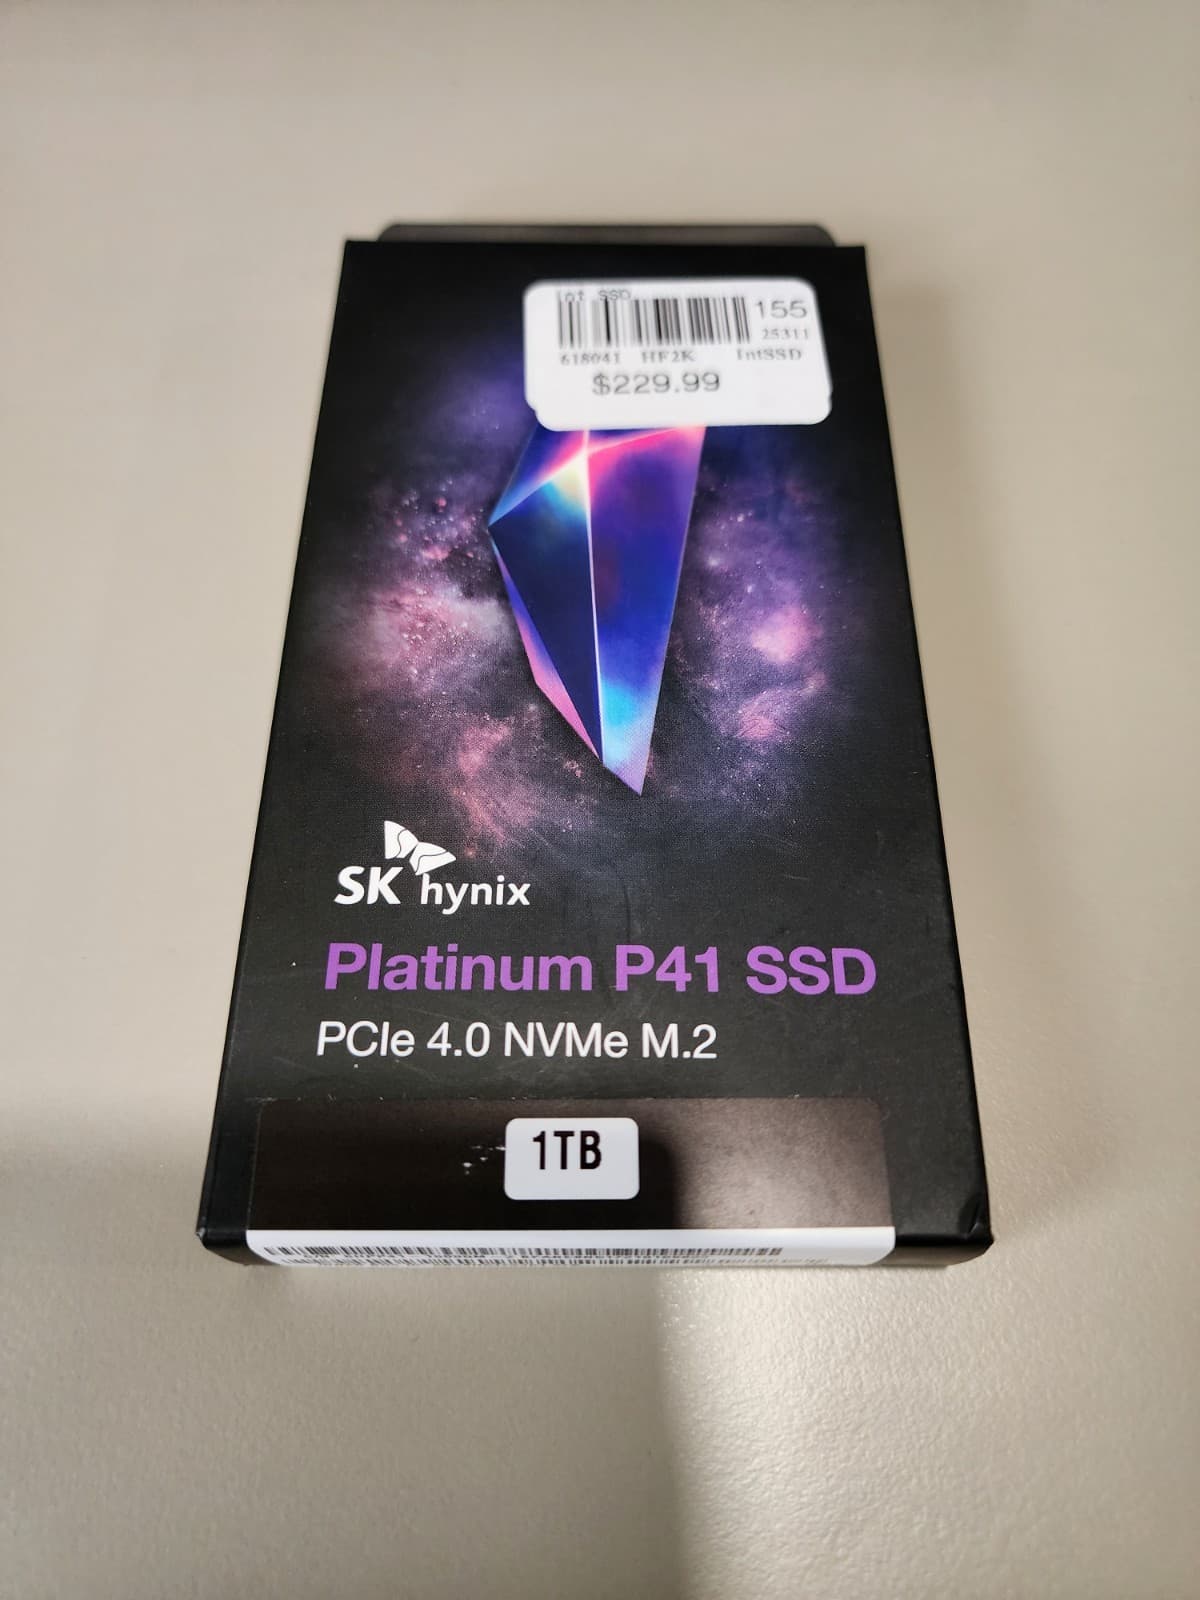 Int SSD
155
25311
618041 HF2K IntSSD
$229.99
SK hynix
Platinum P41 SSD
PCIe 4.0 NVMe M.2
1TB